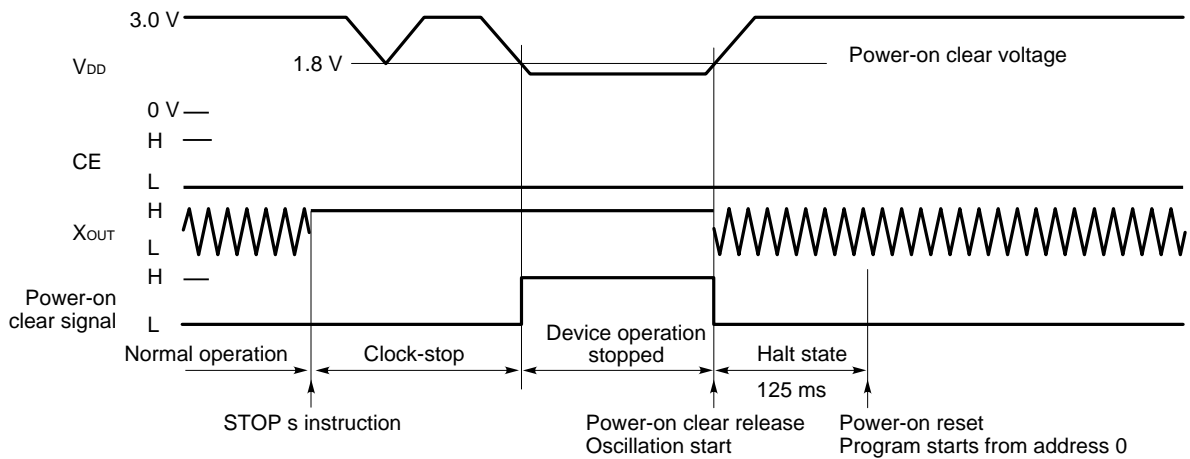 3.0 V
VDD
1.8 V
Power-on clear voltage
0 V
H
CE
L
H
XOUT
L
H
Power-on
clear signal
L
Normal operation
Clock-stop
Device operation
stopped
Halt state
125 ms
STOP s instruction
Power-on clear release
Oscillation start
Power-on reset
Program starts from address 0